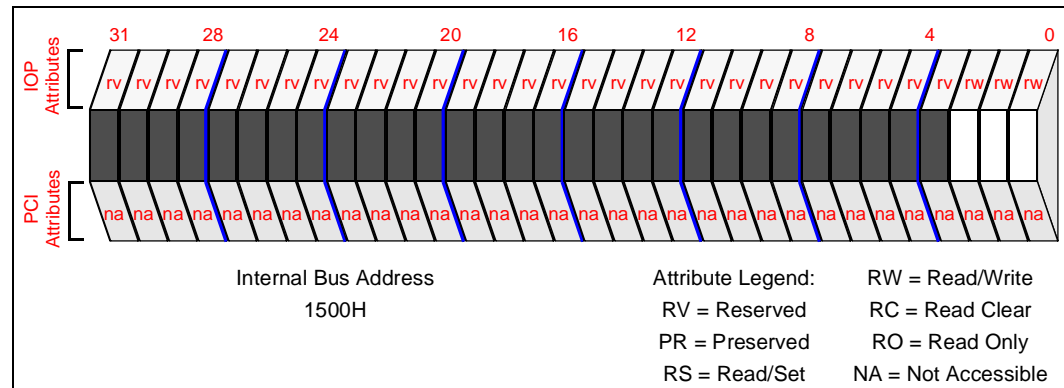 31 28 24 20 16 12 8 4 0
IOP Attributes
rv rv rv rv rv rv rv rv rv rv rv rv rv rv rv rv rv rv rv rv rv rv rv rv rv rv rv rv rv rw rw rw
PCI Attributes
na na na na na na na na na na na na na na na na na na na na na na na na na na na na na na na na
Internal Bus Address
1500H
Attribute Legend:
RV = Reserved
PR = Preserved
RS = Read/Set
RW = Read/Write
RC = Read Clear
RO = Read Only
NA = Not Accessible